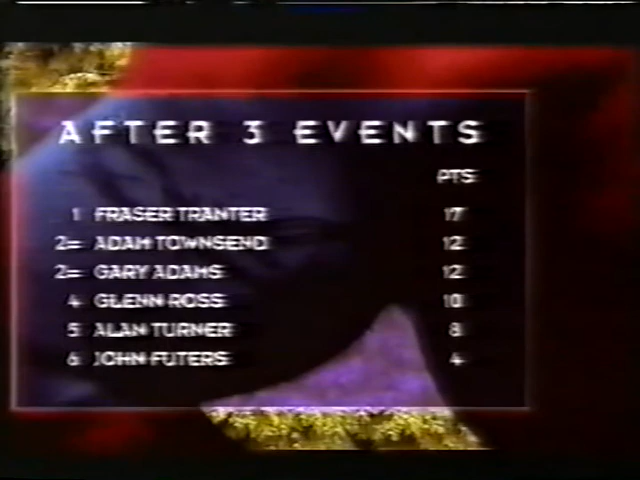 AFTER 3 EVENTS
PTS
1 FRASER TRANTER 17
2= ADAM TOWNSEND 12
2= GARY ADAMS 12
4 GLENN ROSS 10
5 ALAN TURNER 8
6 JOHN FUTERS 4